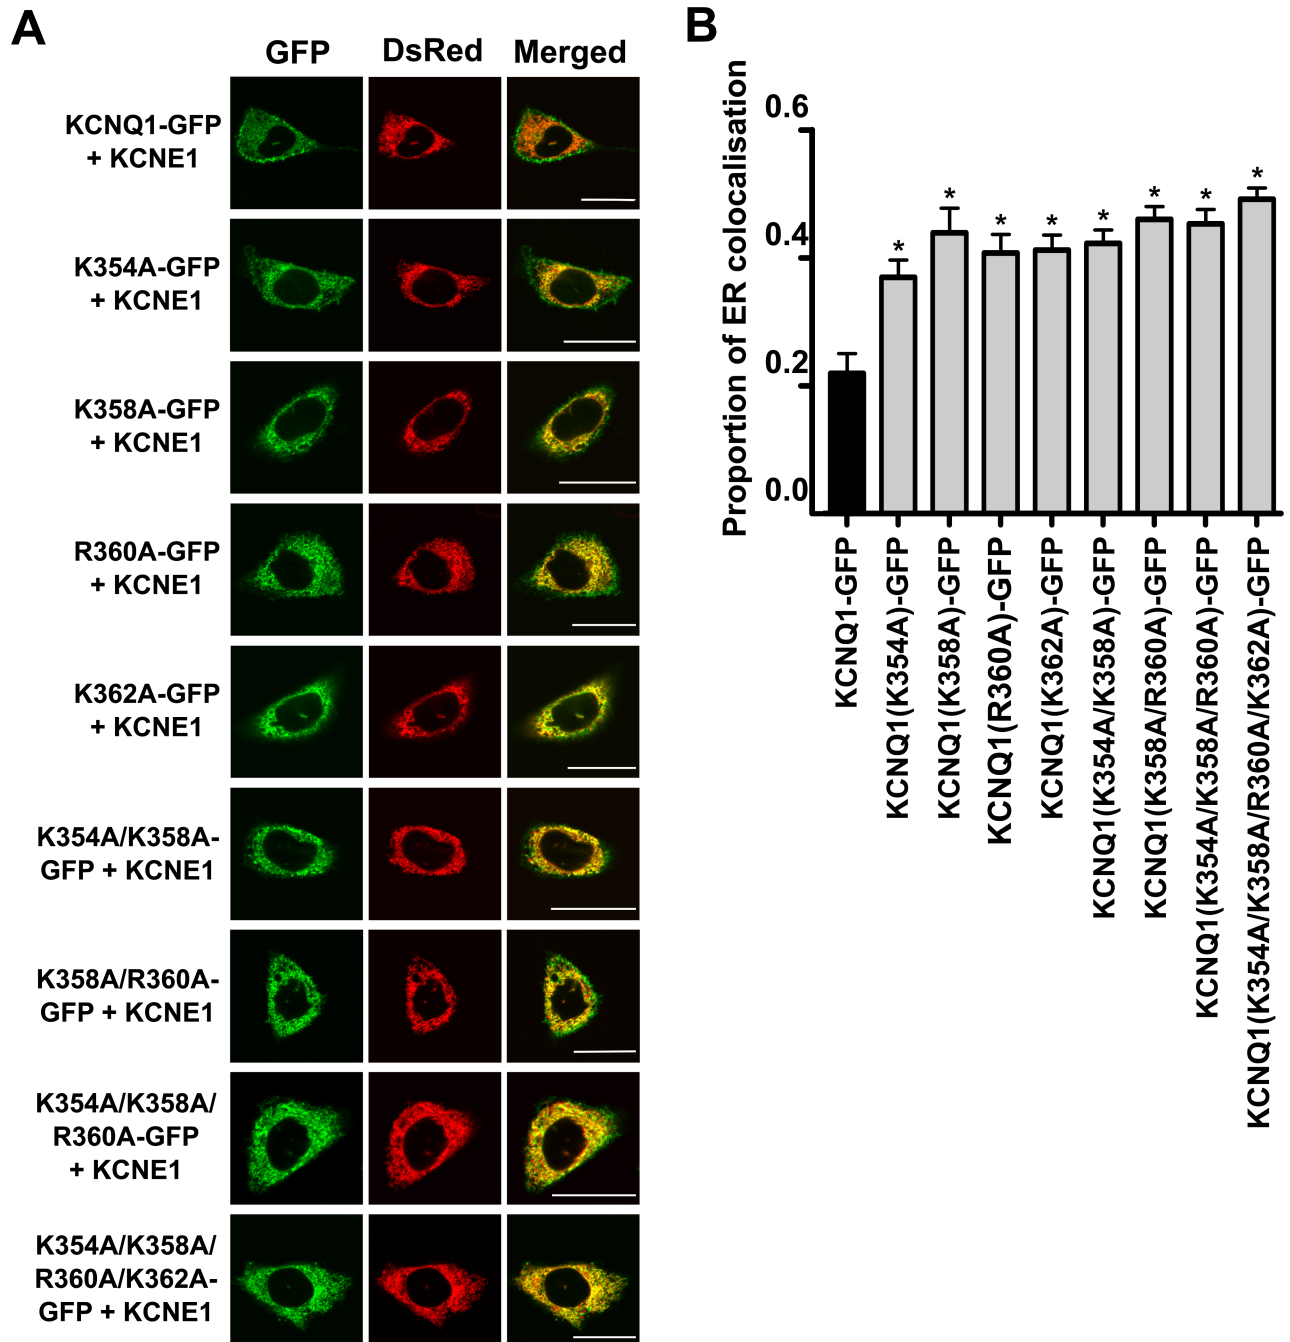 A
GFP
DsRed
Merged
KCNQ1-GFP
+ KCNE1
K354A-GFP
+ KCNE1
K358A-GFP
+ KCNE1
R360A-GFP
+ KCNE1
K362A-GFP
+ KCNE1
K354A/K358A-
GFP + KCNE1
K358A/R360A-
GFP + KCNE1
K354A/K358A/
R360A-GFP
+ KCNE1
K354A/K358A/
R360A/K362A-
GFP + KCNE1
B
Proportion of ER colocalisation
0.6
0.4
0.2
0.0
*
*
*
*
*
*
*
*
KCNQ1-GFP
KCNQ1(K354A)-GFP
KCNQ1(K358A)-GFP
KCNQ1(R360A)-GFP
KCNQ1(K362A)-GFP
KCNQ1(K354A/K358A)-GFP
KCNQ1(K358A/R360A)-GFP
KCNQ1(K354A/K358A/R360A)-GFP
KCNQ1(K354A/K358A/R360A/K362A)-GFP